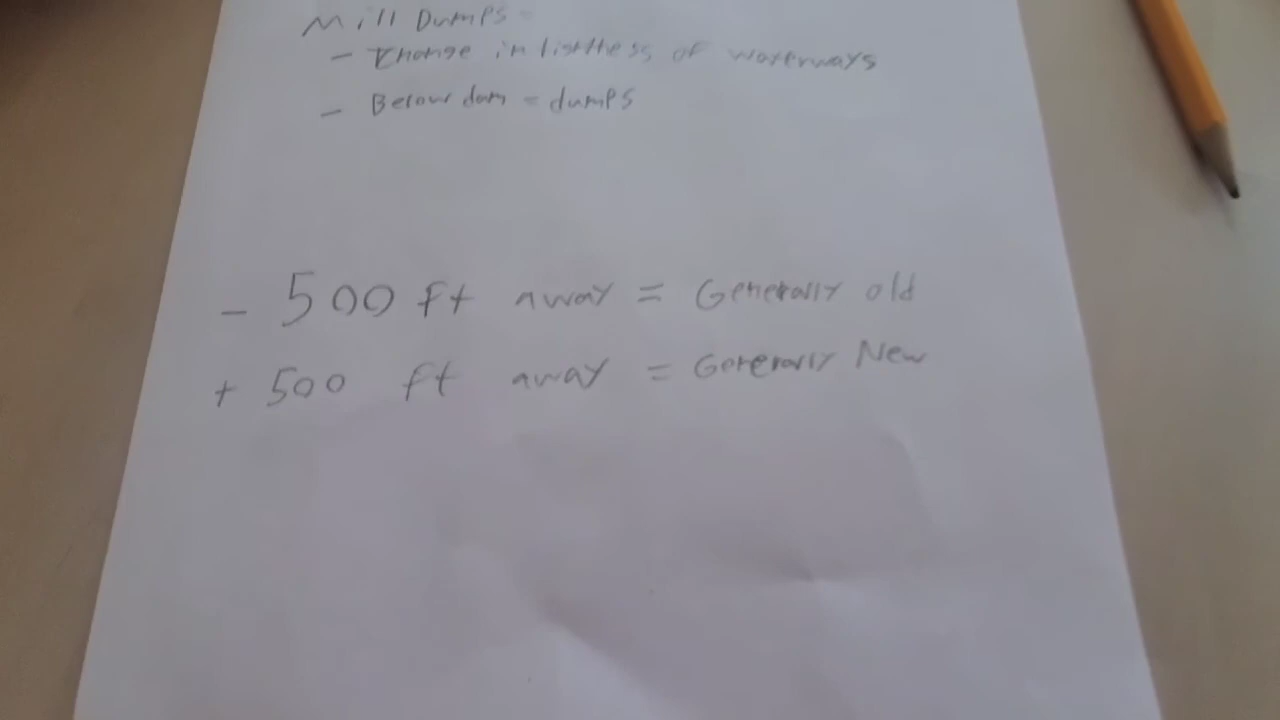 Mill Dumps -
- Change in lightness of waterways
- Below dam = dumps
- 500 ft away = Generally old
+ 500 ft away = Generally New